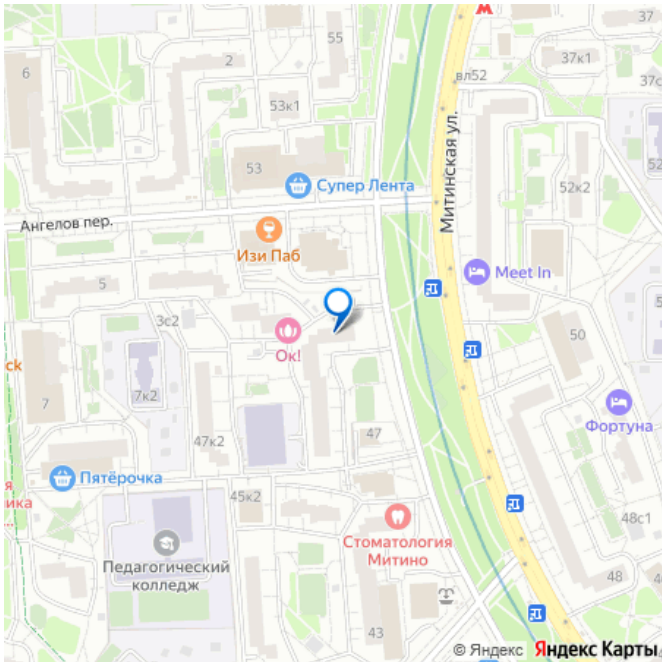 37
37к1
37с
55
2
6
вл52
53к1
53
52
52к2
Супер Лента
Митинская ул.
Ангелов пер.
Изи Паб
Meet In
5
3с2
50
Ок!
ck
7
7к2
Фортуна
47
47к2
Пятёрочка
я
ика
...
45к2
48с1
Стоматология
Митино
Педагогический
колледж
48
43
© Яндекс Яндекс Карты